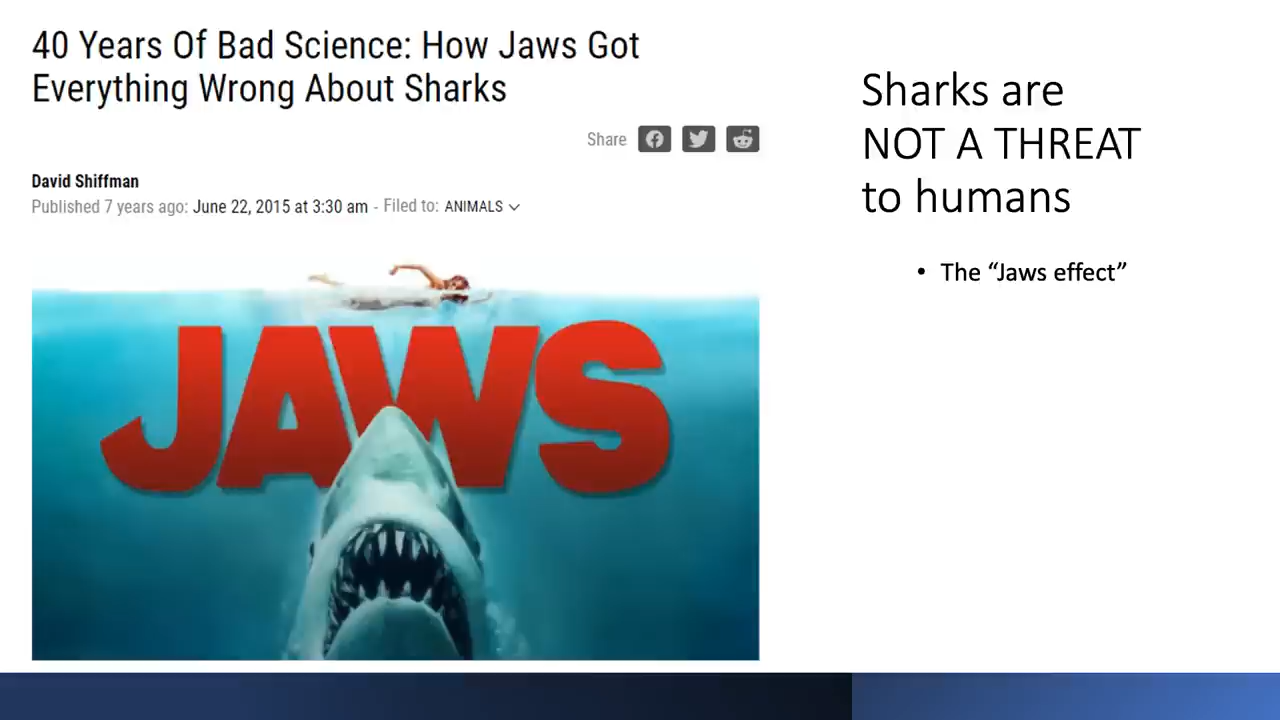 40 Years Of Bad Science: How Jaws Got
Everything Wrong About Sharks
Share
David Shiffman
Published 7 years ago: June 22, 2015 at 3:30 am - Filed to: ANIMALS
JAWS
Sharks are
NOT A THREAT
to humans
• The “Jaws effect”